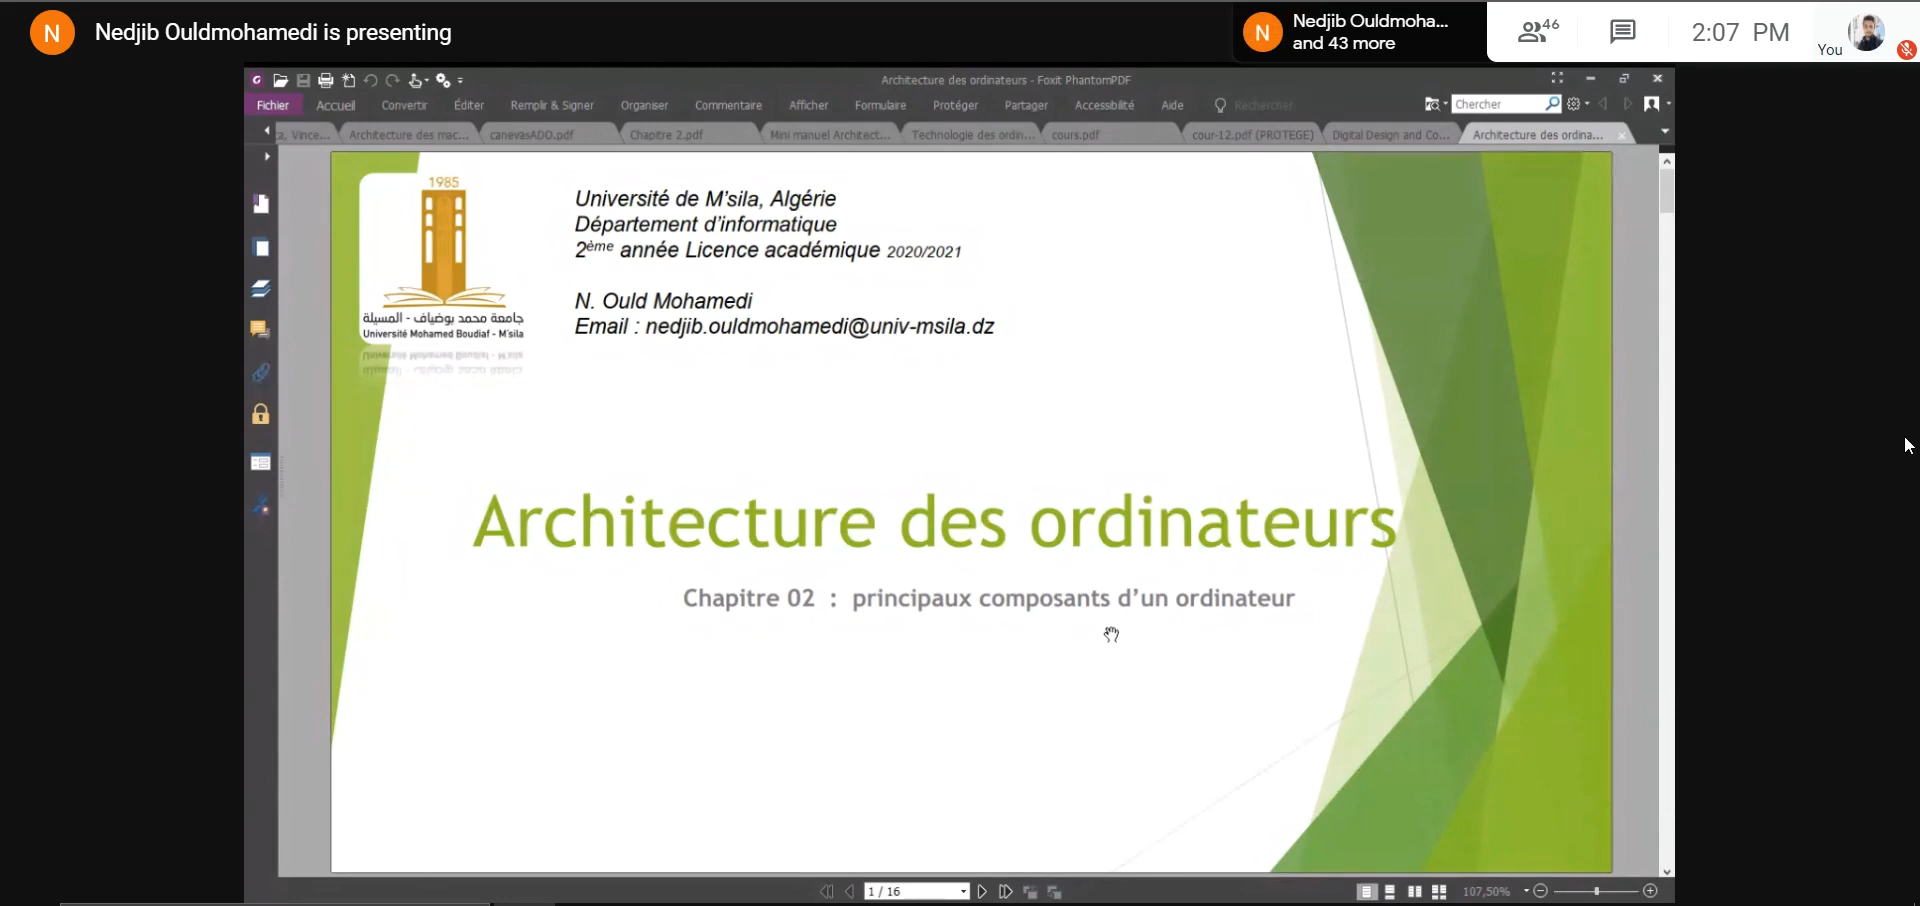 Nedjib Ouldmohamedi is presenting
N
N
Nedjib Ouldmoha...
and 43 more
46
2:07 PM
You
Architecture des ordinateurs - Foxit PhantomPDF
Fichier Accueil Convertir Éditer Remplir & Signer Organiser Commentaire Afficher Formulaire Protéger Partager Accessibilité Aide Rechercher Chercher
ta, Vince... Architecture des mac... canevasADO.pdf Chapitre 2.pdf Mini manuel Architect... Technologie des ordin... cours.pdf cour-12.pdf (PROTEGE) Digital Design and Co... Architecture des ordina...
1985
جامعة محمد بوضياف - المسيلة
Université Mohamed Boudiaf - M'sila
Université de M'sila, Algérie
Département d'informatique
2ème année Licence académique 2020/2021
N. Ould Mohamedi
Email : nedjib.ouldmohamedi@univ-msila.dz
Architecture des ordinateurs
Chapitre 02 : principaux composants d'un ordinateur
1 / 16
107,50%